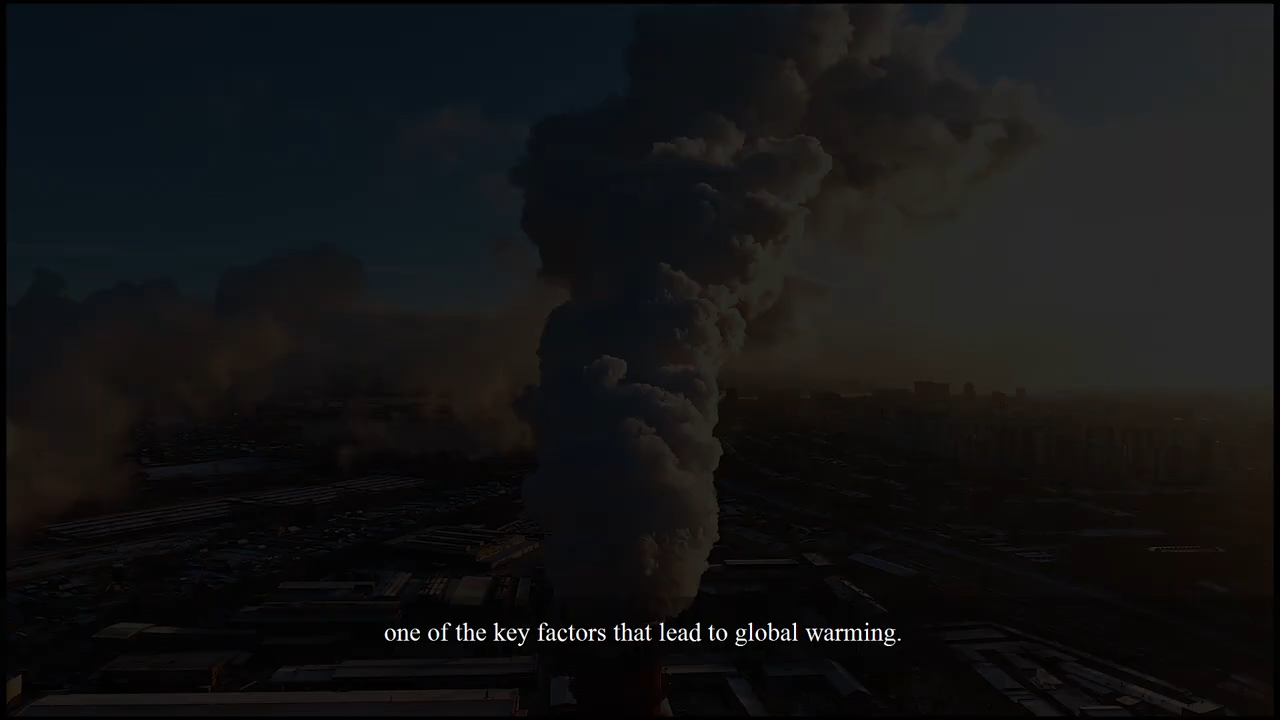 one of the key factors that lead to global warming.